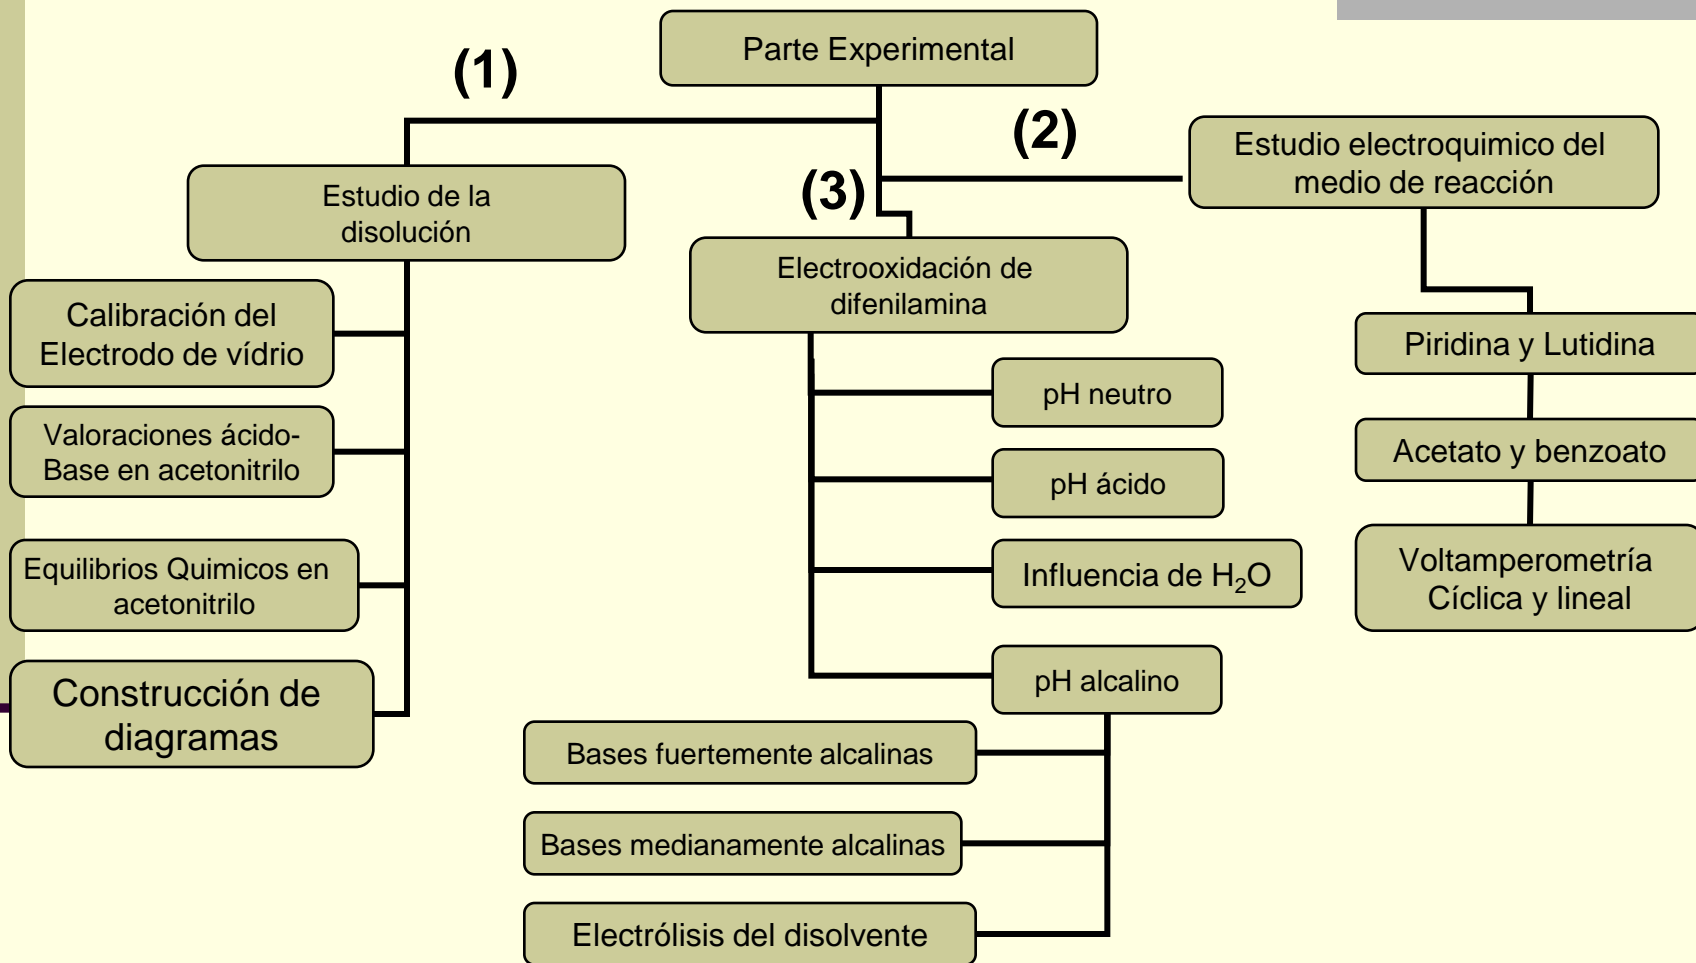 Parte Experimental
(1)
(2)
(3)
Estudio de la
disolución
Calibración del
Electrodo de vídrio
Valoraciones ácido-
Base en acetonitrilo
Equilibrios Quimicos en
acetonitrilo
Construcción de
diagramas
Estudio electroquimico del
medio de reacción
Piridina y Lutidina
Acetato y benzoato
Voltamperometría
Cíclica y lineal
Electrooxidación de
difenilamina
pH neutro
pH ácido
Influencia de H₂O
pH alcalino
Bases fuertemente alcalinas
Bases medianamente alcalinas
Electrólisis del disolvente